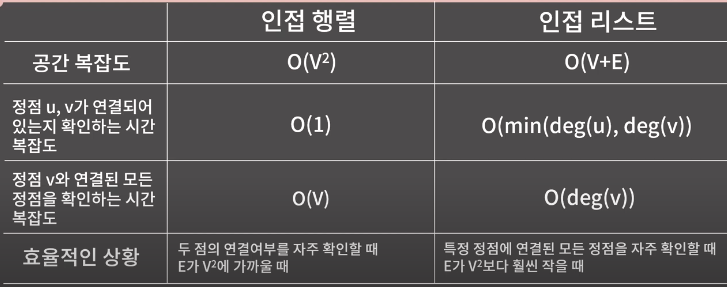 인접 행렬
인접 리스트
공간 복잡도
O(V²)
O(V+E)
정점 u, v가 연결되어
있는지 확인하는 시간
복잡도
O(1)
O(min(deg(u), deg(v))
정점 v와 연결된 모든
정점을 확인하는 시간
복잡도
O(V)
O(deg(v))
효율적인 상황
두 점의 연결여부를 자주 확인할 때
E가 V²에 가까울 때
특정 정점에 연결된 모든 정점을 자주 확인할 때
E가 V²보다 훨씬 작을 때